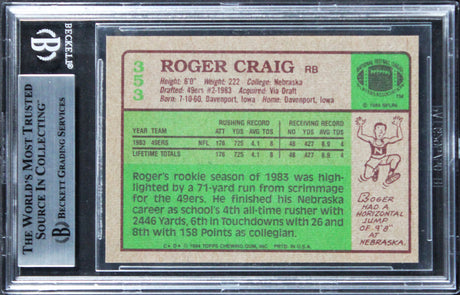 BECKETT
THE WORLD'S MOST TRUSTED
SOURCE IN COLLECTING™
BECKETT GRADING SERVICES
353
ROGER CRAIG RB
Height: 6'0" Weight: 222 College: Nebraska
Drafted: 49ers #2-1983 Acquired: Via Draft
Born: 7-10-60, Davenport, Iowa Home: Davenport, Iowa
© 1984 NFLPA
RUSHING RECORD RECEIVING RECORD
YEAR TEAM ATT YDS AVG TDS NO YDS AVG TDS
1983 49ERS NFL 176 725 4.1 8 48 427 8.9 4
LIFETIME TOTALS 176 725 4.1 8 48 427 8.9 4
Roger's rookie season of 1983 was high-
lighted by a 71-yard run from scrimmage
for the 49ers. He finished his Nebraska
career as school's 4th all-time rusher with
2446 Yards, 6th in Touchdowns with 26 and
8th with 158 Points as collegian.
ROGER
HAD A
HORIZONTAL
JUMP OF
9'8" AT
NEBRASKA.
© 1984 TOPPS CHEWING GUM, INC. PRTD. IN U.S.A.